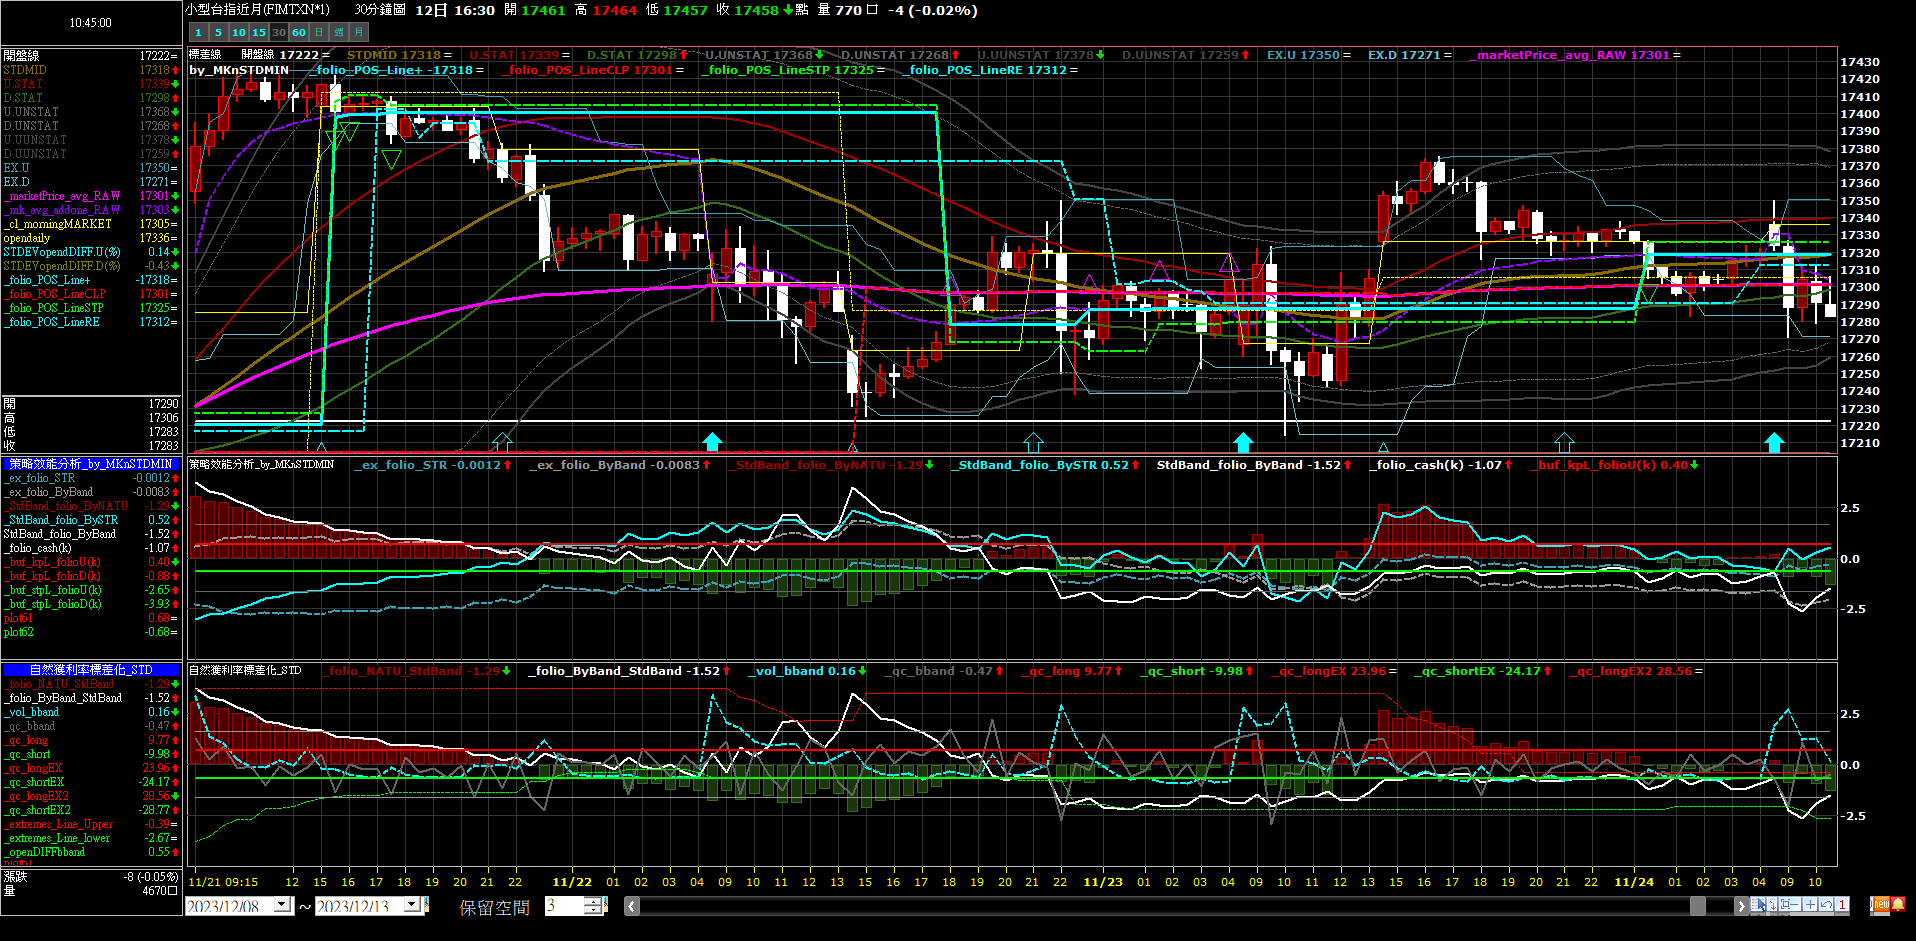 小型台指近月(FIMTXN*1) 30分鐘圖 12日 16:30 開 17461 高 17464 低 17457 收 17458 點 量 770口 -4 (-0.02%)
10:45:00
1 5 10 15 30 60 日 週 月
開盤線 17222=
STDMID 17318
U.STAT 17339
D.STAT 17298
U.UNSTAT 17368
D.UNSTAT 17268
U.UUNSTAT 17378
D.UUNSTAT 17259
EX.U 17350=
EX.D 17271=
_marketPrice_avg_RAW 17301
_mk_avg_addons_RAW 17303
_cl_morningMARKET 17305=
opendaily 17336=
STDEVopendDIFF.U(%) 0.14
STDEVopendDIFF.D(%) -0.43
_folio_POS_Line+ -17318=
_folio_POS_LineCLP 17301=
_folio_POS_LineSTP 17325=
_folio_POS_LineRE 17312=
開 17290
高 17306
低 17283
收 17283
策略效能分析_by_MKnSTDMIN
_ex_folio_STR -0.0012
_ex_folio_ByBand -0.0083
_StdBand_folio_ByNATU -1.29
_StdBand_folio_BySTR 0.52
StdBand_folio_ByBand -1.52
_folio_cash(k) -1.07
_buf_kpL_folioU(k) 0.40
_buf_kpL_folioD(k) -0.88
_buf_stpL_folioU(k) -2.65
_buf_stpL_folioD(k) -3.93
plot61 0.68=
plot62 -0.68=
自然獲利率標差化_STD
_folio_NATU_StdBand -1.29
_folio_ByBand_StdBand -1.52
_vol_bband 0.16
_qc_bband -0.47
_qc_long 9.77
_qc_short -9.98
_qc_longEX 23.96
_qc_shortEX -24.17
_qc_longEX2 28.56
_qc_shortEX2 -28.77
_extremes_Line_Upper -0.39=
_extremes_Line_lower -2.67=
_openDIFFbband 0.55
漲跌 -8 (-0.05%)
量 4670口
標差線 開盤線 17222 = STDMID 17318 = U.STAT 17339 = D.STAT 17298 U.UNSTAT 17368 D.UNSTAT 17268 U.UUNSTAT 17378 D.UUNSTAT 17259 EX.U 17350 = EX.D 17271 = _marketPrice_avg_RAW 17301 =
by_MKnSTDMIN _folio_POS_Line+ -17318 = _folio_POS_LineCLP 17301 = _folio_POS_LineSTP 17325 = _folio_POS_LineRE 17312 =
17430
17420
17410
17400
17390
17380
17370
17360
17350
17340
17330
17320
17310
17300
17290
17280
17270
17260
17250
17240
17230
17220
17210
策略效能分析_by_MKnSTDMIN _ex_folio_STR -0.0012 _ex_folio_ByBand -0.0083 _StdBand_folio_ByNATU -1.29 _StdBand_folio_BySTR 0.52 StdBand_folio_ByBand -1.52 _folio_cash(k) -1.07 _buf_kpL_folioU(k) 0.40
2.5
0.0
-2.5
自然獲利率標差化_STD _folio_NATU_StdBand -1.29 _folio_ByBand_StdBand -1.52 _vol_bband 0.16 _qc_bband -0.47 _qc_long 9.77 _qc_short -9.98 _qc_longEX 23.96 = _qc_shortEX -24.17 _qc_longEX2 28.56 =
2.5
0.0
-2.5
11/21 09:15 12 15 16 17 18 19 20 21 22 11/22 01 02 03 04 09 10 11 12 13 15 16 17 18 19 20 21 22 11/23 01 02 03 04 09 10 11 12 13 15 16 17 18 19 20 21 22 11/24 01 02 03 04 09 10
2023/12/08 ~ 2023/12/13 保留空間 3
1 new